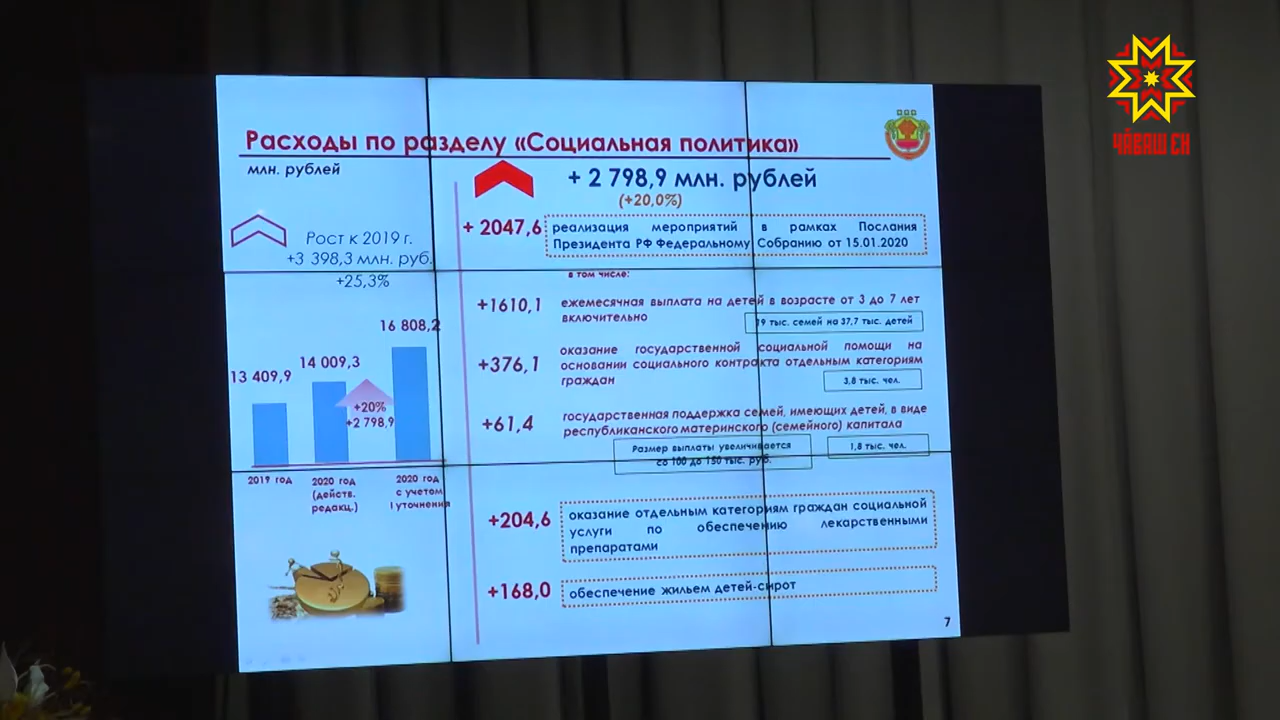 ЧӐВАШ ЕН
Расходы по разделу «Социальная политика»
млн. рублей
+ 2 798,9 млн. рублей
(+20,0%)
Рост к 2019 г.
+3 398,3 млн. руб.
+25,3%
13 409,9
14 009,3
16 808,2
+20%
+2 798,9
2019 год
2020 год
(действ.
редакц.)
2020 год
с учетом
I уточнения
+ 2047,6
реализация мероприятий в рамках Послания
Президента РФ Федеральному Собранию от 15.01.2020
в том числе:
+1610,1
ежемесячная выплата на детей в возрасте от 3 до 7 лет
включительно
19 тыс. семей на 37,7 тыс. детей
+376,1
оказание государственной социальной помощи на
основании социального контракта отдельным категориям
граждан
3,8 тыс. чел.
+61,4
государственная поддержка семей, имеющих детей, в виде
республиканского материнского (семейного) капитала
Размер выплаты увеличивается
со 100 до 150 тыс. руб.
1,8 тыс. чел.
+204,6
оказание отдельным категориям граждан социальной
услуги по обеспечению лекарственными
препаратами
+168,0
обеспечение жильем детей-сирот
7